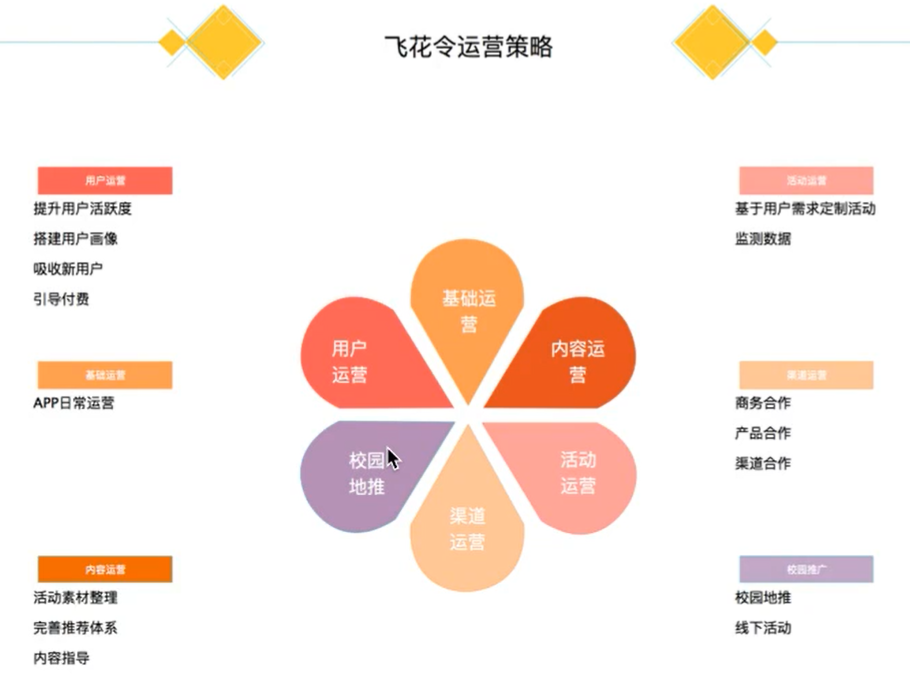 飞花令运营策略
用户运营
提升用户活跃度
搭建用户画像
吸收新用户
引导付费
基础运营
APP日常运营
内容运营
活动素材整理
完善推荐体系
内容指导
基础运
营
用户
运营
内容运
营
校园
地推
活动
运营
渠道
运营
活动运营
基于用户需求定制活动
监测数据
渠道运营
商务合作
产品合作
渠道合作
校园推广
校园地推
线下活动